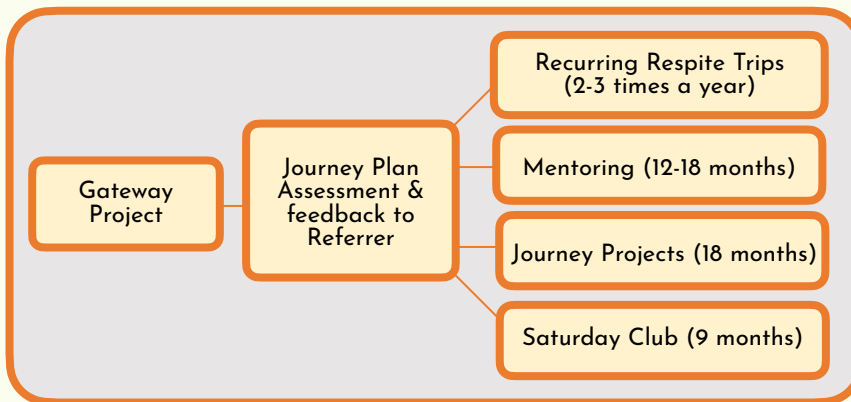 Gateway
Project
Journey Plan
Assessment &
feedback to
Referrer
Recurring Respite Trips
(2-3 times a year)
Mentoring (12-18 months)
Journey Projects (18 months)
Saturday Club (9 months)